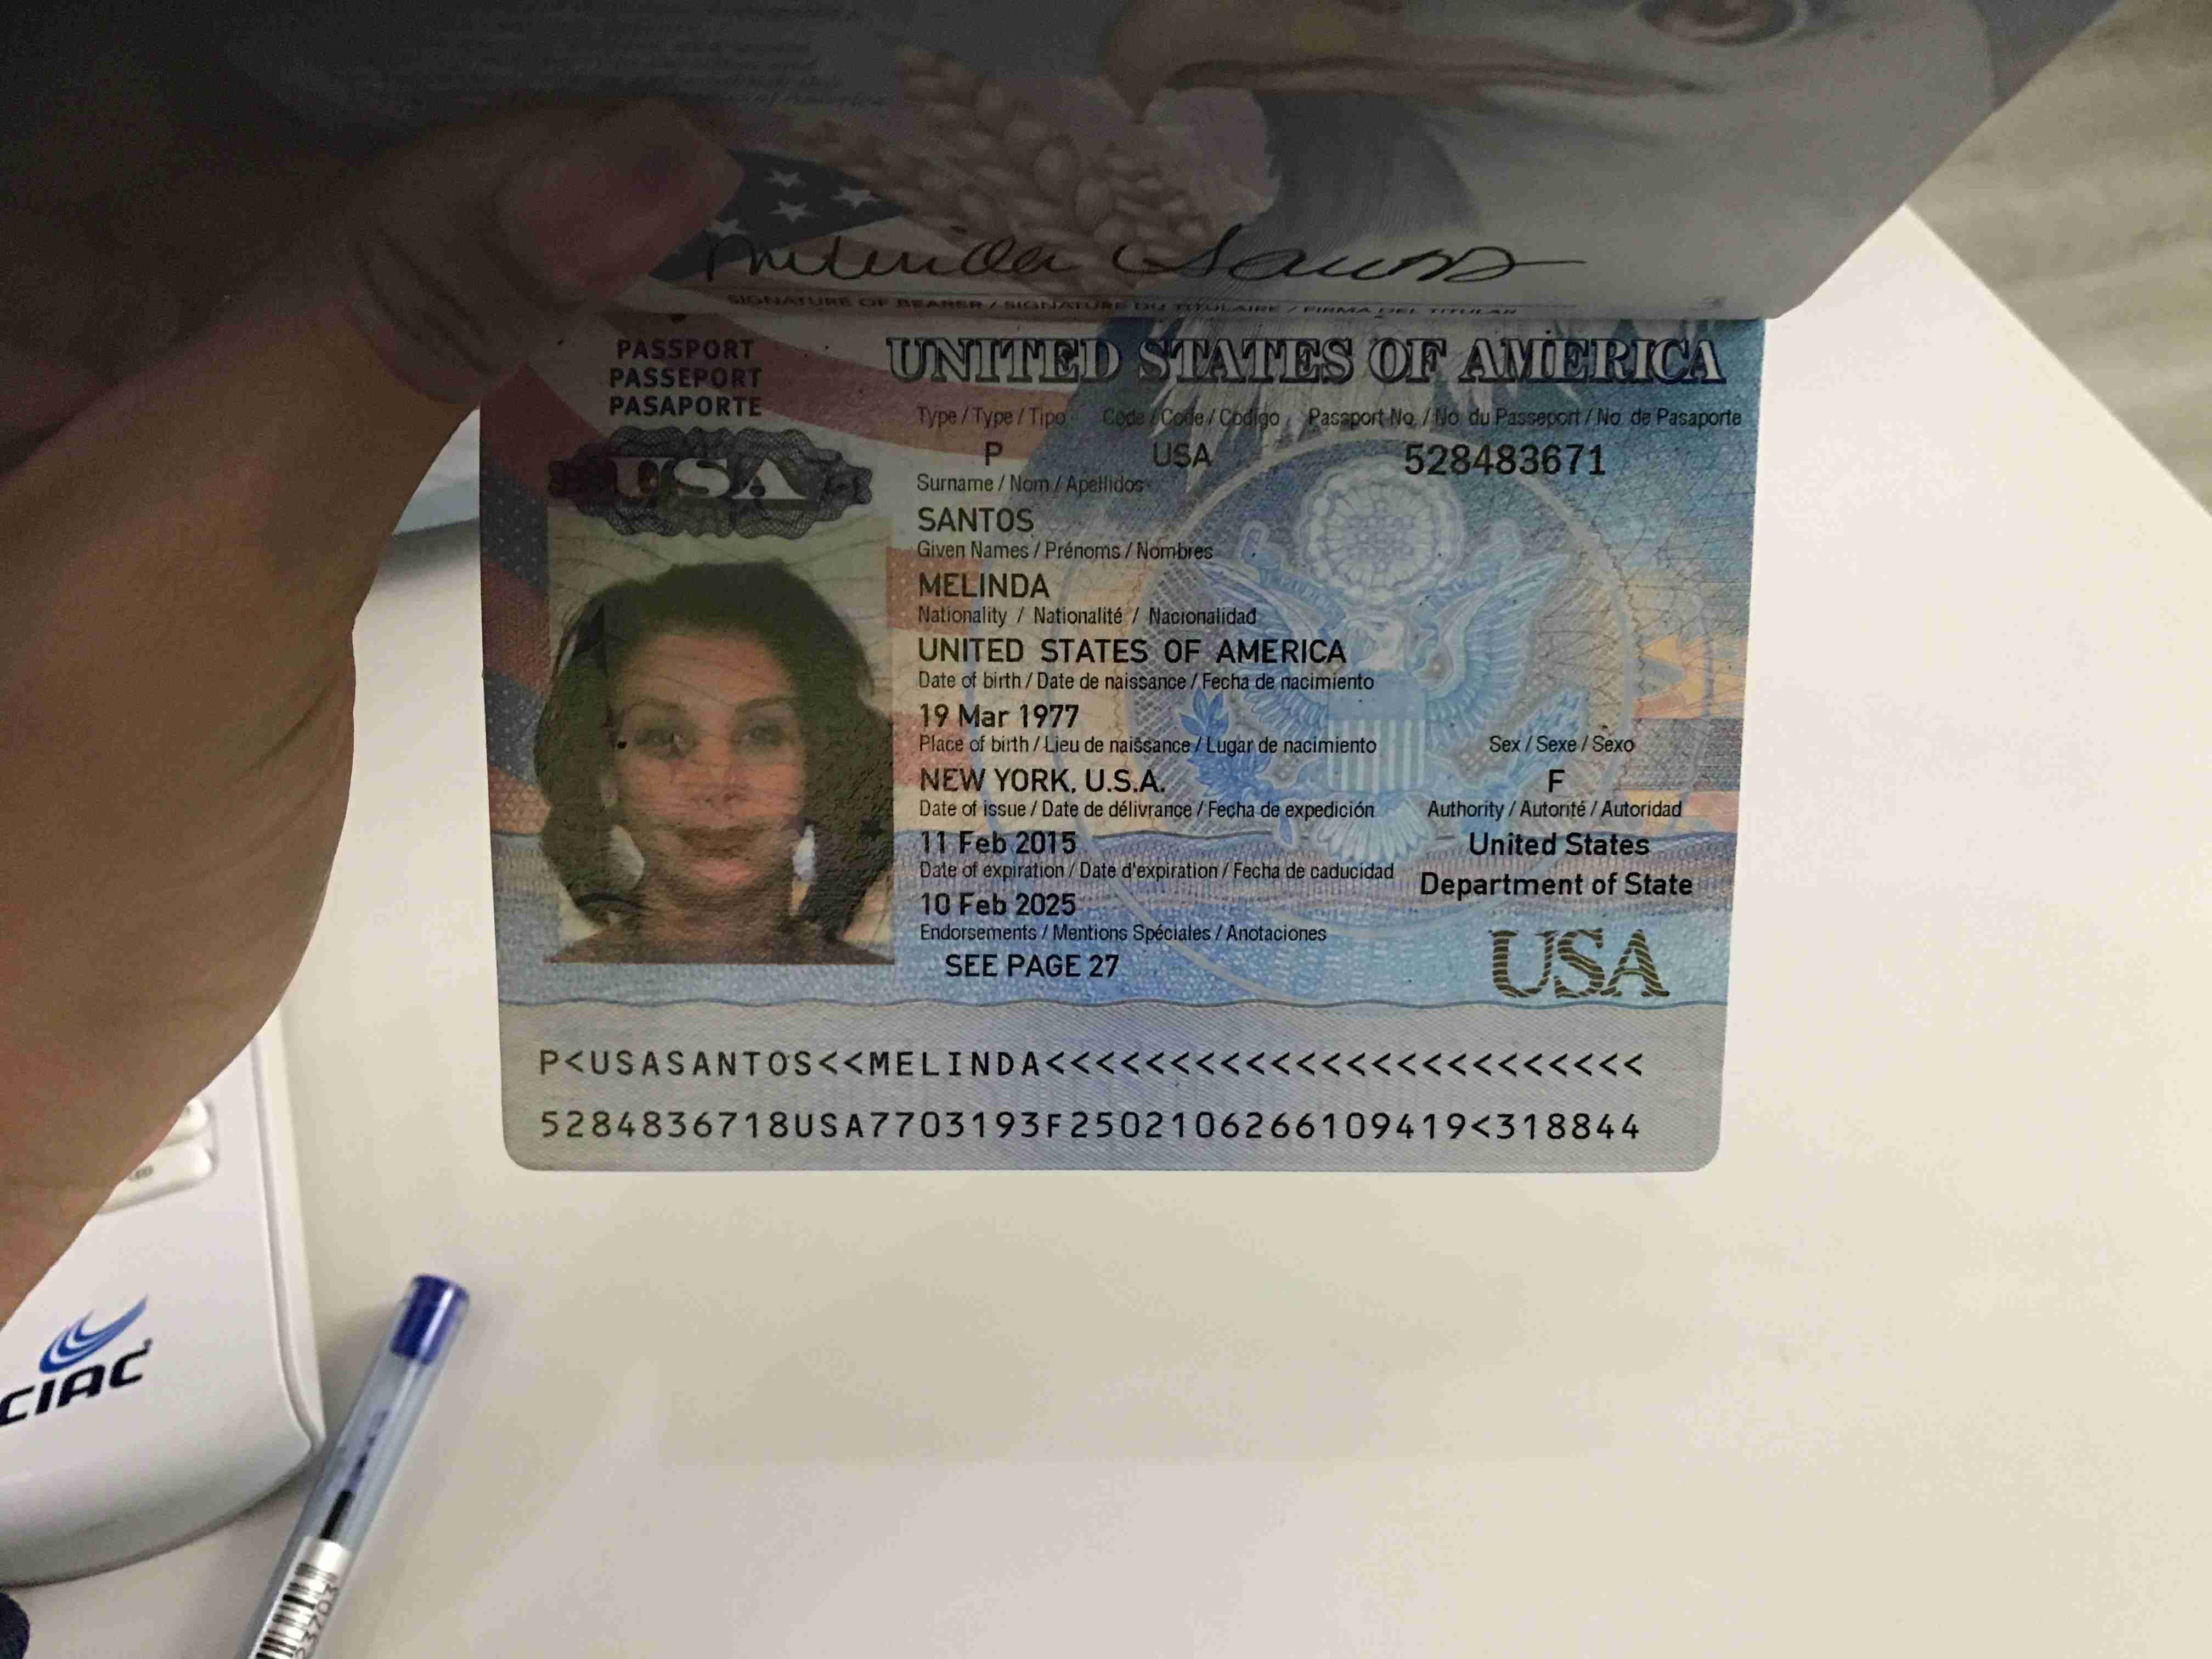 Melinda Santos
SIGNATURE OF BEARER / SIGNATURE DU TITULAIRE / FIRMA DEL TITULAR
PASSPORT
PASSEPORT
PASAPORTE
USA
UNITED STATES OF AMERICA
Type / Type / Tipo Code / Code / Codigo Passport No. / No. du Passeport / No. de Pasaporte
P USA 528483671
Surname / Nom / Apellidos
SANTOS
Given Names / Prénoms / Nombres
MELINDA
Nationality / Nationalité / Nacionalidad
UNITED STATES OF AMERICA
Date of birth / Date de naissance / Fecha de nacimiento
19 Mar 1977
Place of birth / Lieu de naissance / Lugar de nacimiento Sex / Sexe / Sexo
NEW YORK, U.S.A. F
Date of issue / Date de délivrance / Fecha de expedición Authority / Autorité / Autoridad
11 Feb 2015 United States
Date of expiration / Date d'expiration / Fecha de caducidad Department of State
10 Feb 2025
Endorsements / Mentions Spéciales / Anotaciones
SEE PAGE 27 USA
P<USASANTOS<<MELINDA<<<<<<<<<<<<<<<<<<<<<<<<
5284836718USA7703193F2502106266109419<318844
CIAC